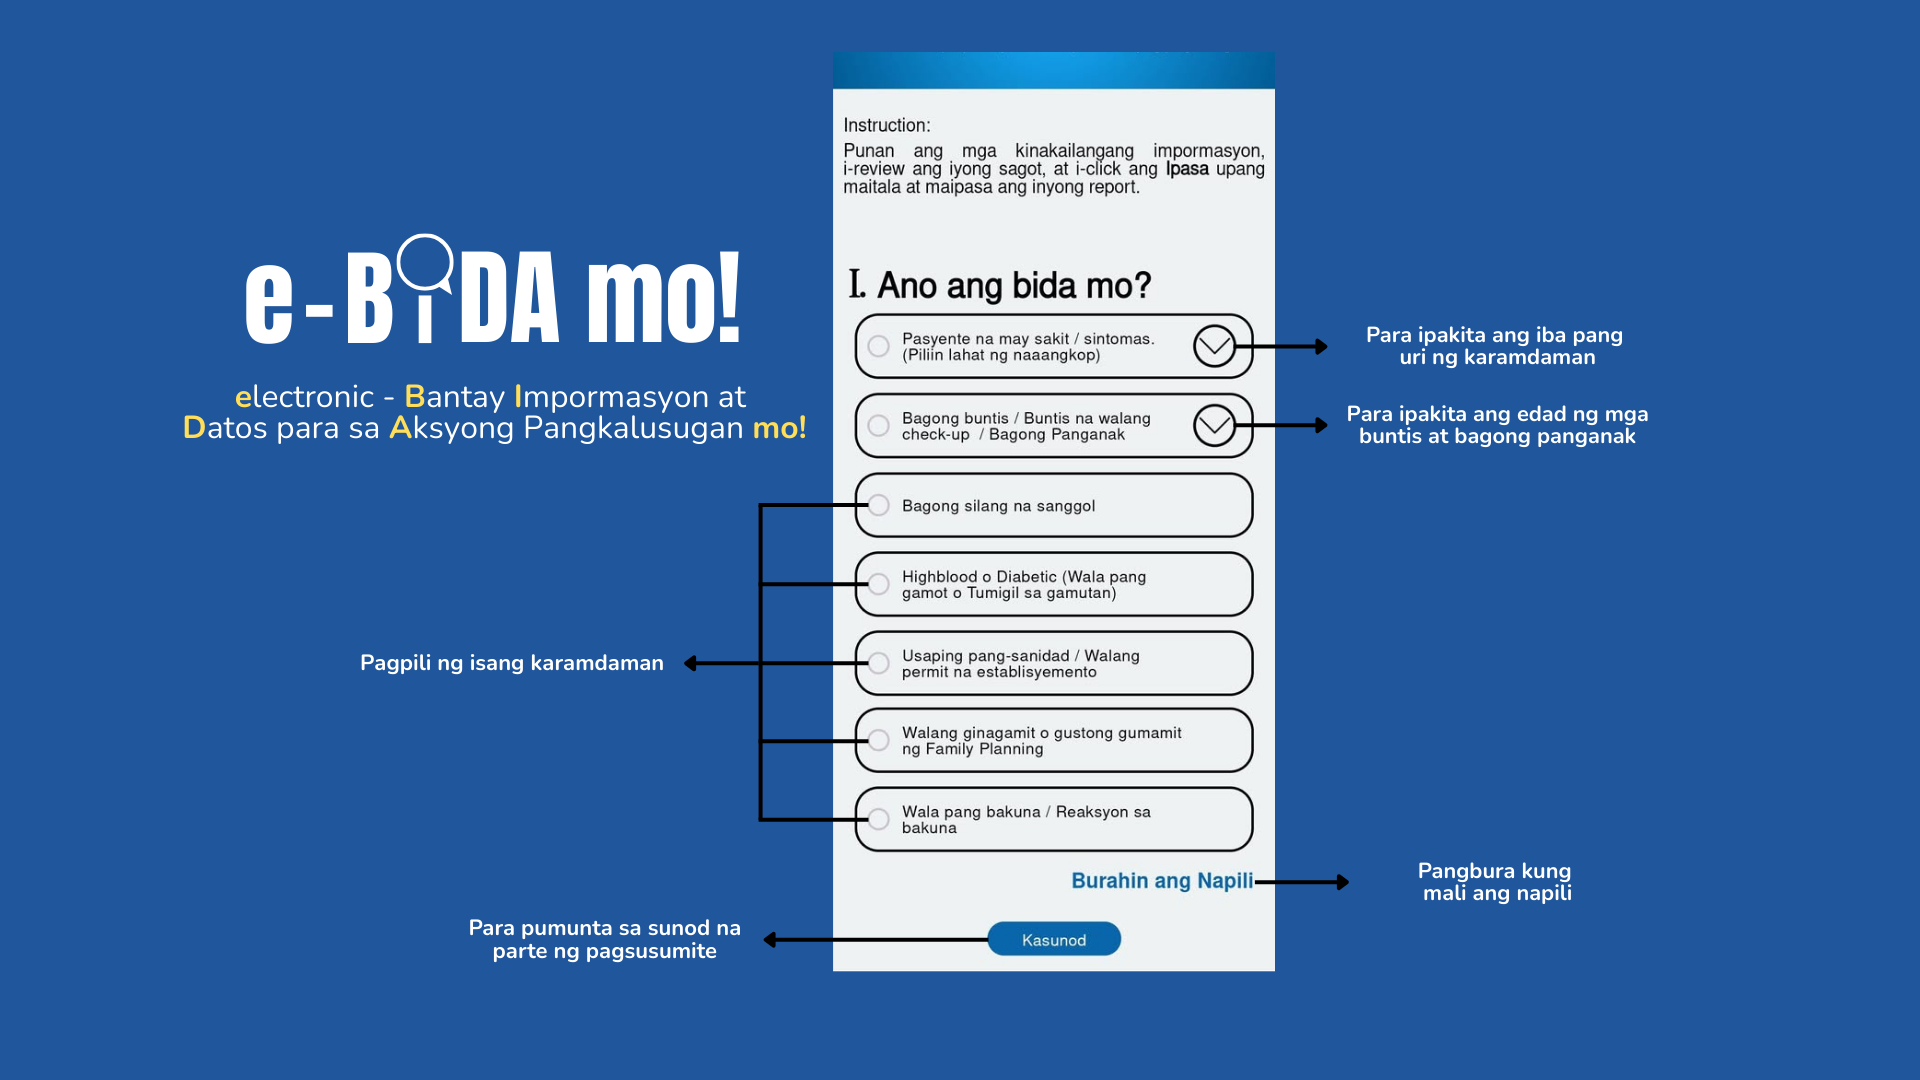 e-BiDA mo!
electronic - Bantay Impormasyon at
Datos para sa Aksyong Pangkalusugan mo!
Instruction:
Punan ang mga kinakailangang impormasyon,
i-review ang iyong sagot, at i-click ang Ipasa upang
maitala at maipasa ang inyong report.
I. Ano ang bida mo?
Pasyente na may sakit / sintomas.
(Piliin lahat ng naaangkop)
Para ipakita ang iba pang
uri ng karamdaman
Bagong buntis / Buntis na walang
check-up / Bagong Panganak
Para ipakita ang edad ng mga
buntis at bagong panganak
Bagong silang na sanggol
Highblood o Diabetic (Wala pang
gamot o Tumigil sa gamutan)
Pagpili ng isang karamdaman
Usaping pang-sanidad / Walang
permit na establisyemento
Walang ginagamit o gustong gumamit
ng Family Planning
Wala pang bakuna / Reaksyon sa
bakuna
Burahin ang Napili
Pangbura kung
mali ang napili
Para pumunta sa sunod na
parte ng pagsusumite
Kasunod